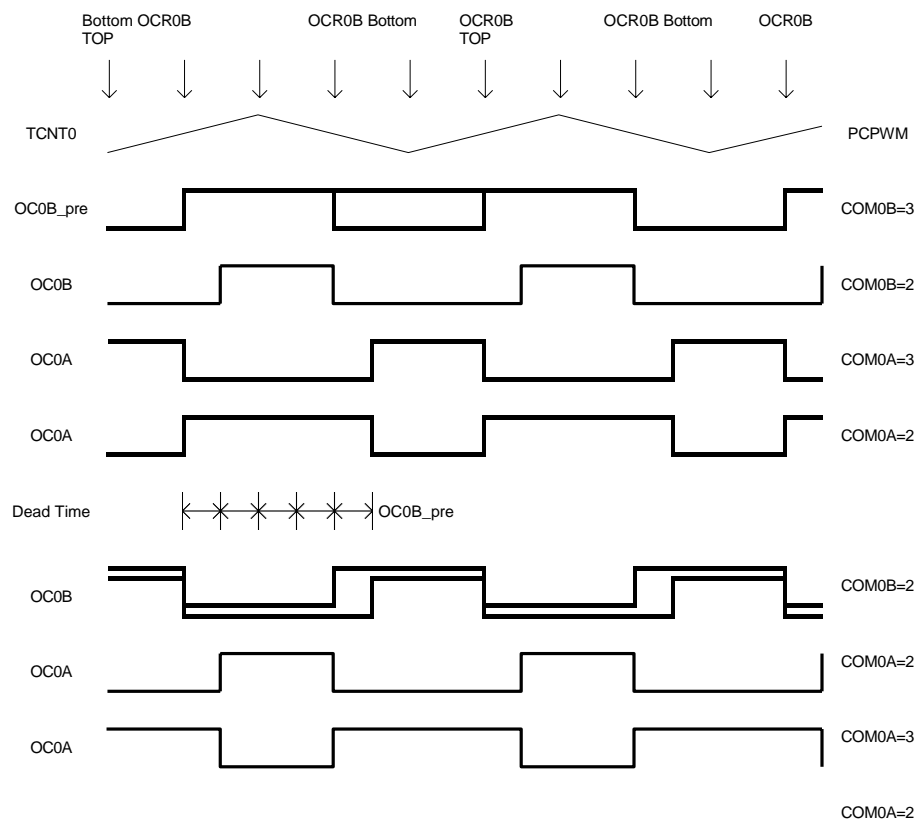 Bottom OCR0B OCR0B Bottom OCR0B OCR0B Bottom OCR0B
TOP TOP
TCNT0 PCPWM
OC0B_pre COM0B=3
OC0B COM0B=2
OC0A COM0A=3
OC0A COM0A=2
Dead Time OC0B_pre
OC0B COM0B=2
OC0A COM0A=2
OC0A COM0A=3
COM0A=2